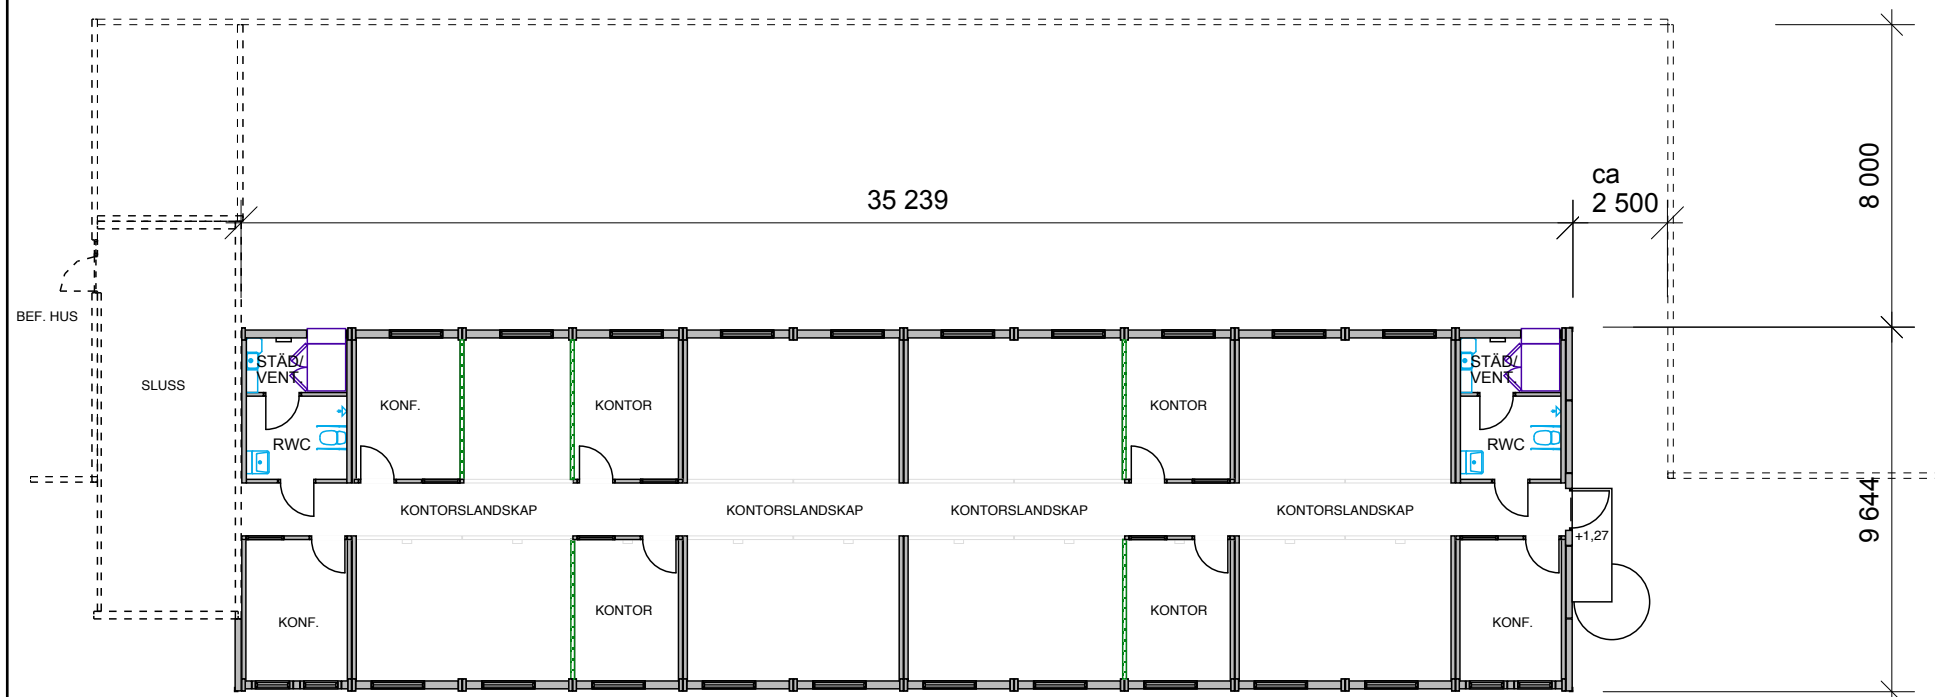 35 239
ca
2 500
8 000
BEF. HUS
SLUSS
STÄD/
VENT.
KONF.
KONTOR
KONTOR
STÄD/
VENT.
RWC
RWC
KONTORSLANDSKAP
KONTORSLANDSKAP
KONTORSLANDSKAP
KONTORSLANDSKAP
+1,27
9 644
KONF.
KONTOR
KONTOR
KONF.